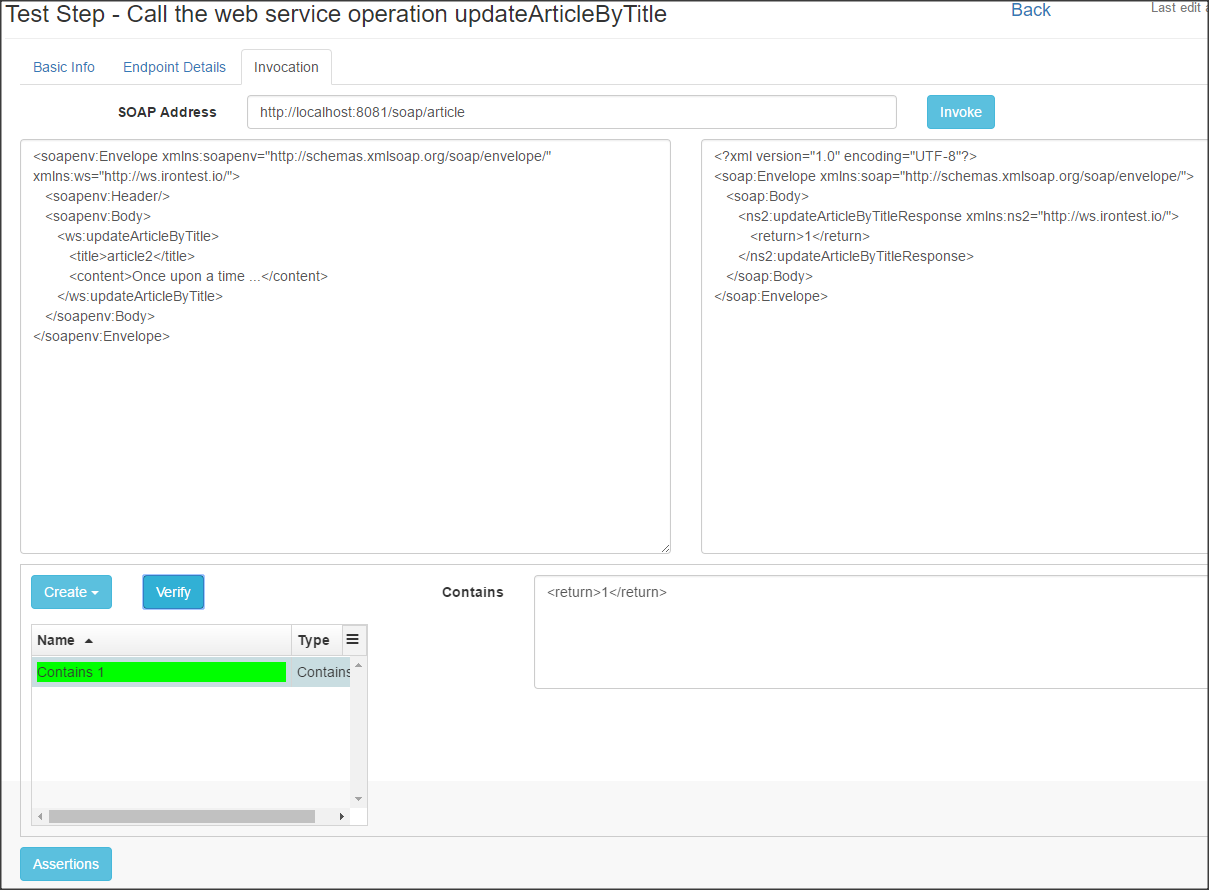 Test Step - Call the web service operation updateArticleByTitle
Back
Last edit
Basic Info
Endpoint Details
Invocation
SOAP Address
http://localhost:8081/soap/article
Invoke
<soapenv:Envelope xmlns:soapenv="http://schemas.xmlsoap.org/soap/envelope/"
xmlns:ws="http://ws.irontest.io/">
<soapenv:Header/>
<soapenv:Body>
<ws:updateArticleByTitle>
<title>article2</title>
<content>Once upon a time ...</content>
</ws:updateArticleByTitle>
</soapenv:Body>
</soapenv:Envelope>
<?xml version="1.0" encoding="UTF-8"?>
<soap:Envelope xmlns:soap="http://schemas.xmlsoap.org/soap/envelope/">
<soap:Body>
<ns2:updateArticleByTitleResponse xmlns:ns2="http://ws.irontest.io/">
<return>1</return>
</ns2:updateArticleByTitleResponse>
</soap:Body>
</soap:Envelope>
Create
Verify
Contains
<return>1</return>
Name
Type
Contains 1
Contains
Assertions